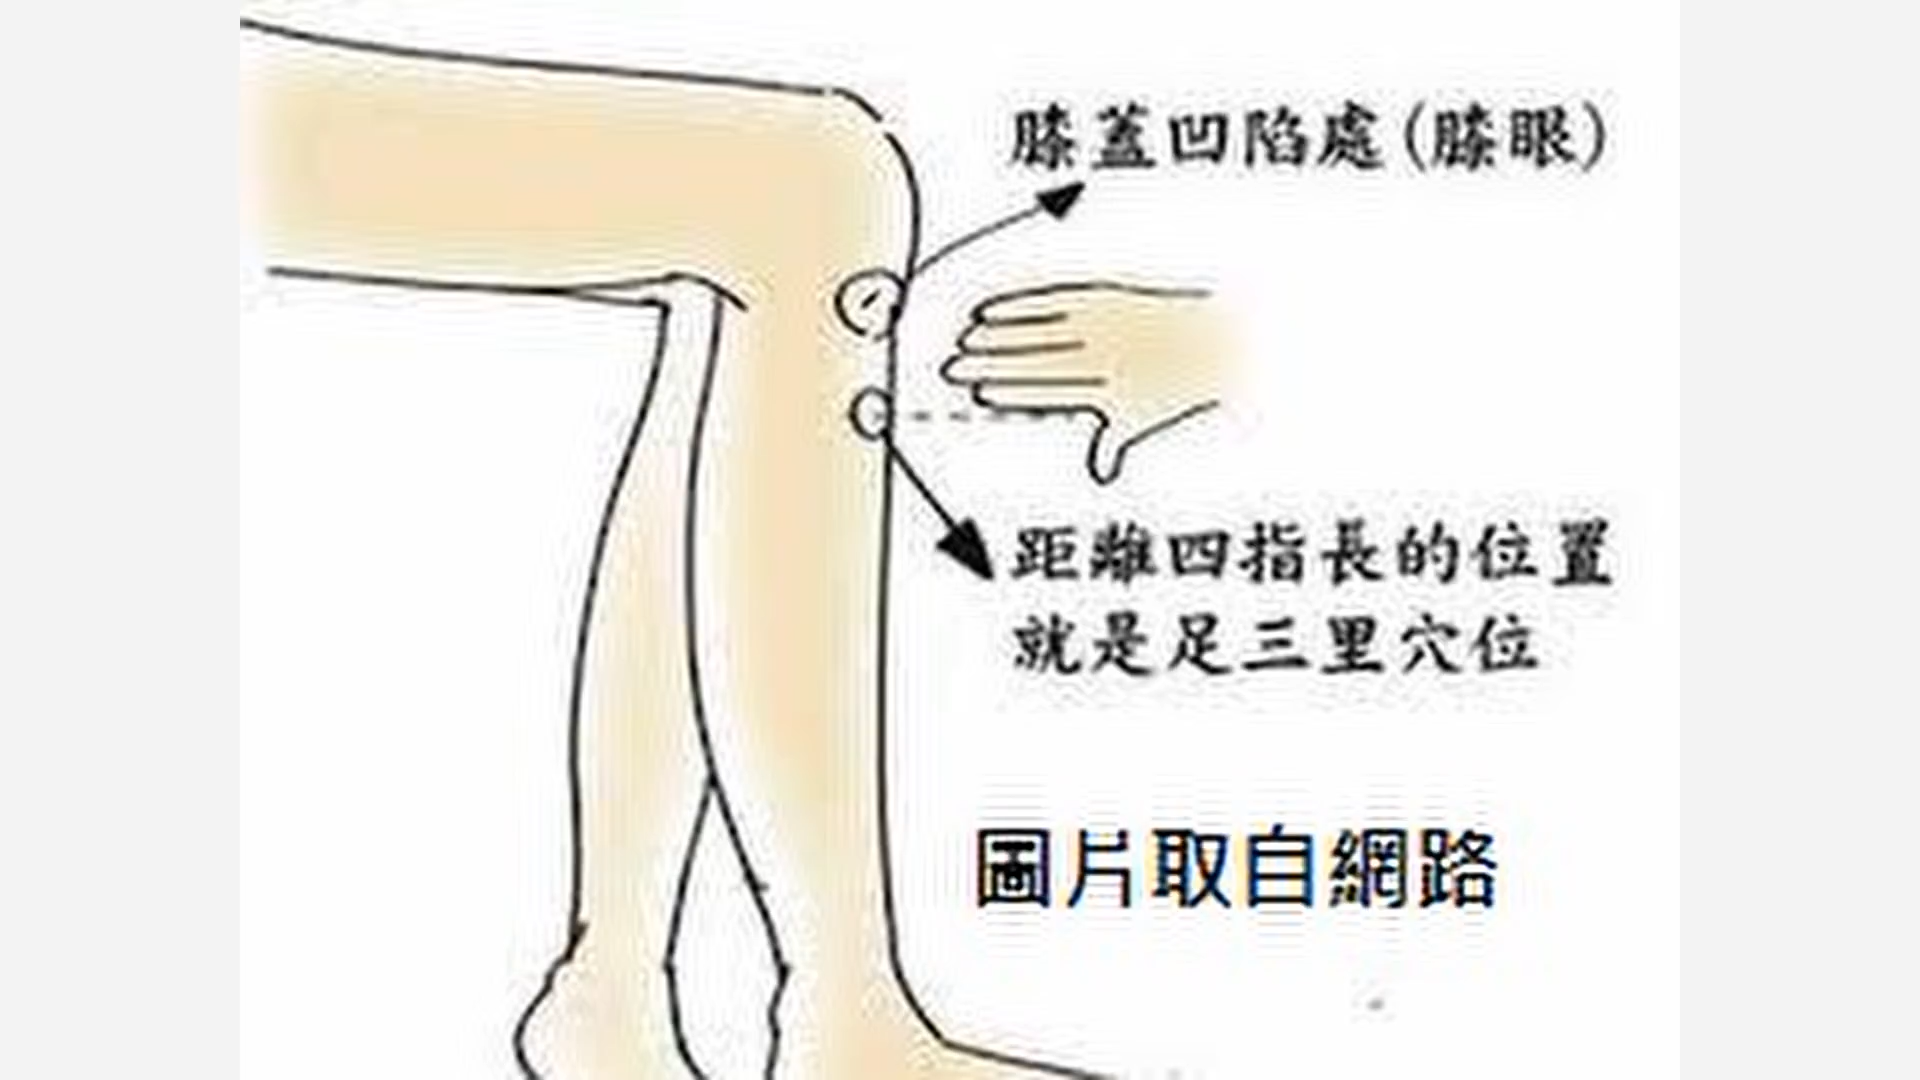 膝蓋凹陷處(膝眼)
距離四指長的位置
就是足三里穴位
圖片取自網路